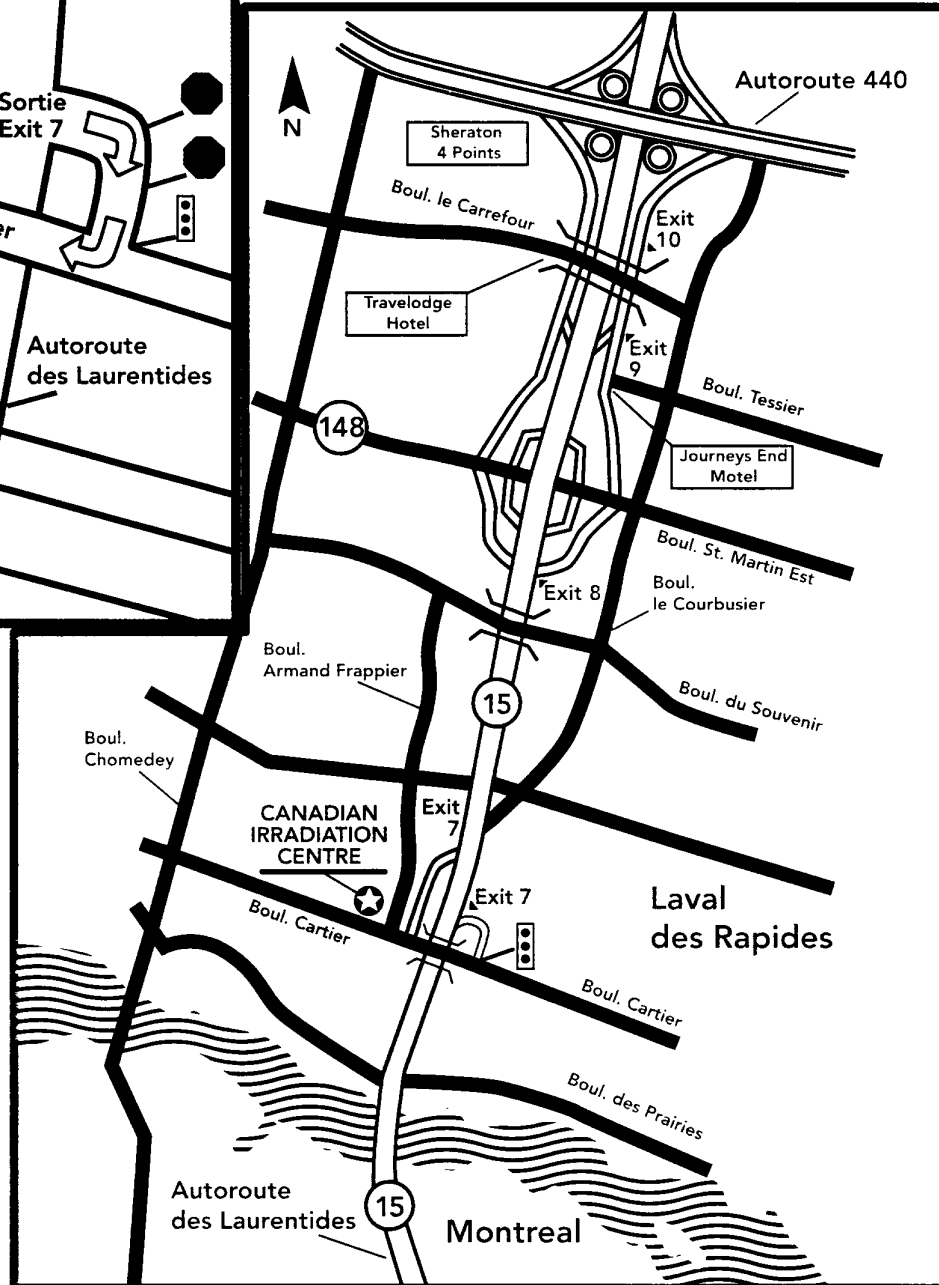 Sortie
Exit 7
Autoroute
des Laurentides
N
Autoroute 440
Sheraton
4 Points
Boul. le Carrefour
Exit
10
Travelodge
Hotel
Exit
9
Boul. Tessier
148
Journeys End
Motel
Boul. St. Martin Est
Exit 8
Boul.
le Courbusier
Boul.
Armand Frappier
15
Boul. du Souvenir
Boul.
Chomedey
Exit
7
CANADIAN
IRRADIATION
CENTRE
Exit 7
Laval
des Rapides
Boul. Cartier
Boul. Cartier
Boul. des Prairies
Autoroute
des Laurentides
15
Montreal